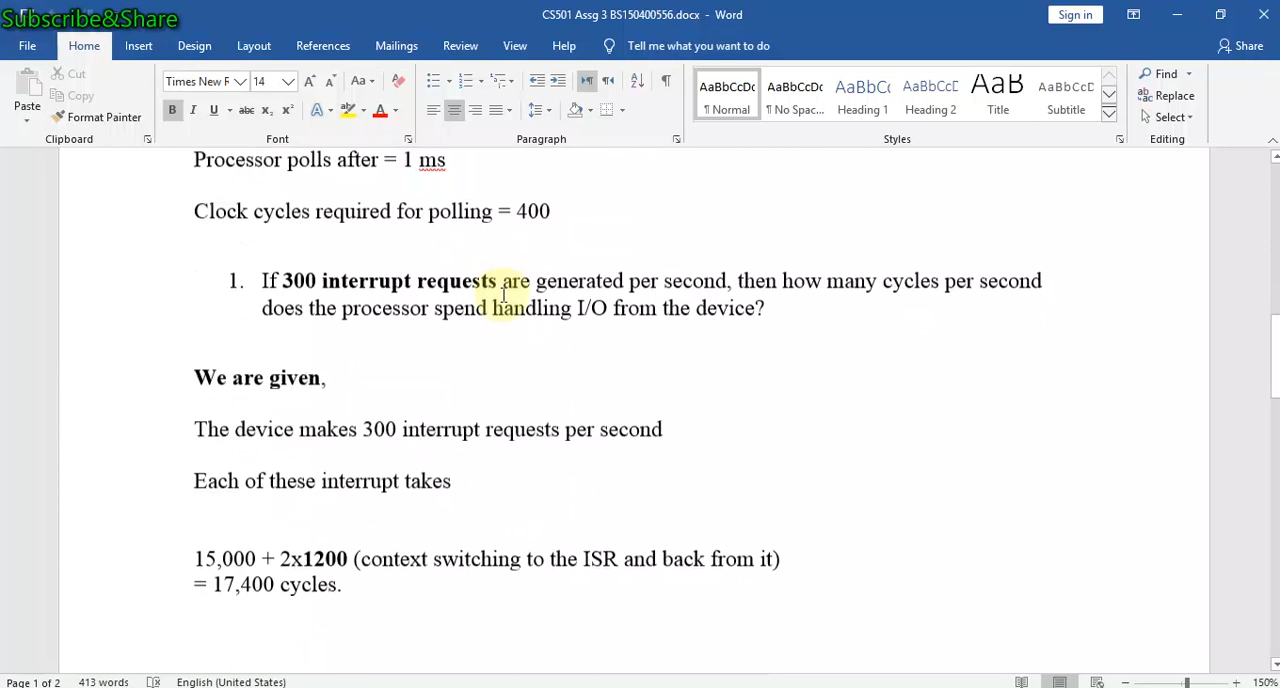 Subscribe&Share
CS501 Assg 3 BS150400556.docx - Word
Sign in
File Home Insert Design Layout References Mailings Review View Help Tell me what you want to do Share
Paste
Cut
Copy
Format Painter
Clipboard
Times New F 14
Aa
B I U abc x₂ x² A ab A
Font
Paragraph
AaBbCcDc AaBbCcDc AaBbCc AaBbCcC AaB AaBbCcD
¶ Normal ¶ No Spac... Heading 1 Heading 2 Title Subtitle
Styles
Find
Replace
Select
Editing
Processor polls after = 1 ms
Clock cycles required for polling = 400
1. If 300 interrupt requests are generated per second, then how many cycles per second
does the processor spend handling I/O from the device?
We are given,
The device makes 300 interrupt requests per second
Each of these interrupt takes
15,000 + 2x1200 (context switching to the ISR and back from it)
= 17,400 cycles.
Page 1 of 2 413 words English (United States) 150%